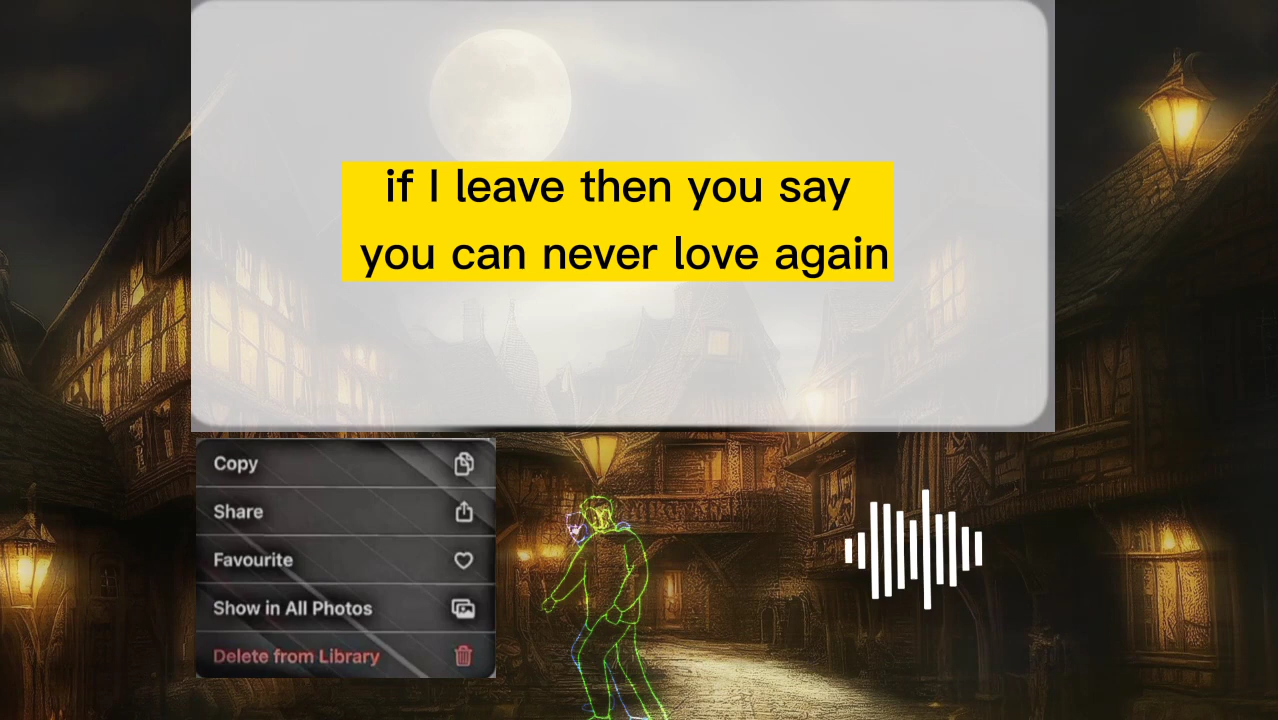 if I leave then you say
you can never love again
Copy
Share
Favourite
Show in All Photos
Delete from Library